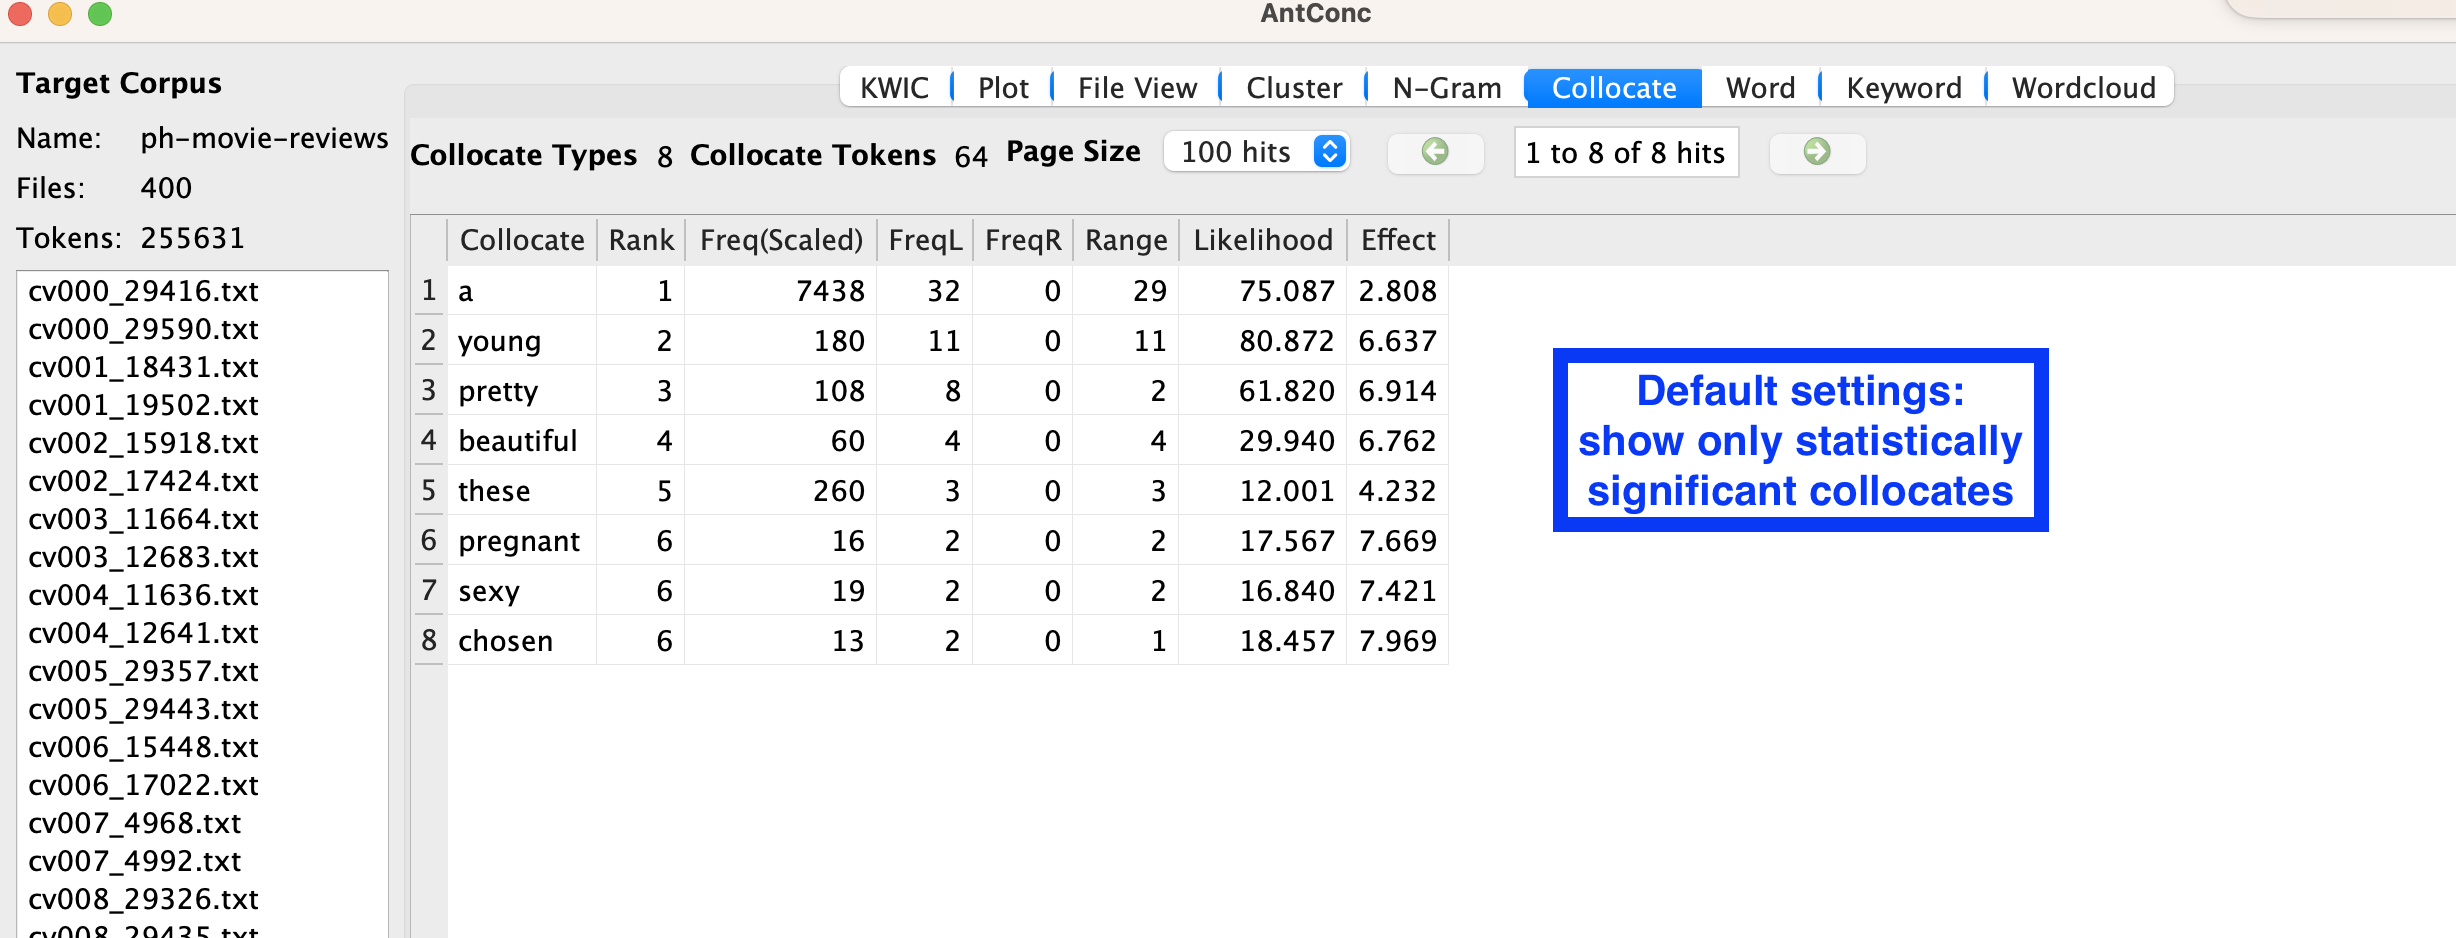 AntConc
Target Corpus
Name: ph-movie-reviews
Files: 400
Tokens: 255631
cv000_29416.txt
cv000_29590.txt
cv001_18431.txt
cv001_19502.txt
cv002_15918.txt
cv002_17424.txt
cv003_11664.txt
cv003_12683.txt
cv004_11636.txt
cv004_12641.txt
cv005_29357.txt
cv005_29443.txt
cv006_15448.txt
cv006_17022.txt
cv007_4968.txt
cv007_4992.txt
cv008_29326.txt
cv008_29435.txt
KWIC Plot File View Cluster N-Gram Collocate Word Keyword Wordcloud
Collocate Types 8 Collocate Tokens 64 Page Size 100 hits 1 to 8 of 8 hits
Collocate Rank Freq(Scaled) FreqL FreqR Range Likelihood Effect
1 a 1 7438 32 0 29 75.087 2.808
2 young 2 180 11 0 11 80.872 6.637
3 pretty 3 108 8 0 2 61.820 6.914
4 beautiful 4 60 4 0 4 29.940 6.762
5 these 5 260 3 0 3 12.001 4.232
6 pregnant 6 16 2 0 2 17.567 7.669
7 sexy 6 19 2 0 2 16.840 7.421
8 chosen 6 13 2 0 1 18.457 7.969
Default settings:
show only statistically
significant collocates